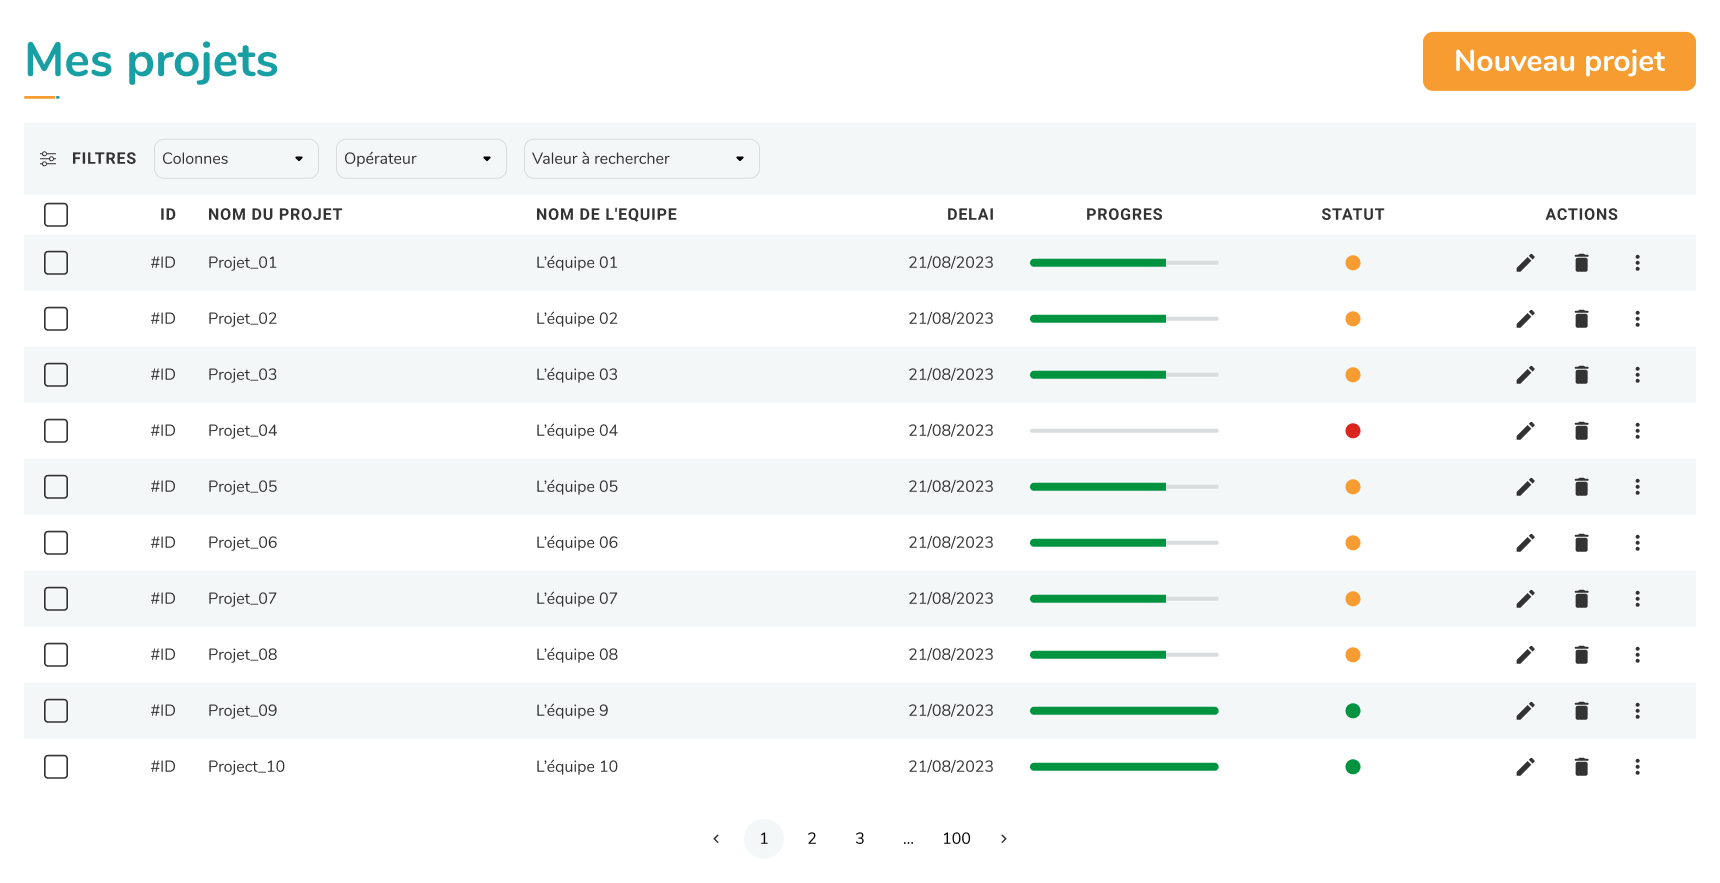 Mes projets
Nouveau projet
FILTRES Colonnes Opérateur Valeur à rechercher
ID NOM DU PROJET NOM DE L'EQUIPE DELAI PROGRES STATUT ACTIONS
#ID Projet_01 L'équipe 01 21/08/2023
#ID Projet_02 L'équipe 02 21/08/2023
#ID Projet_03 L'équipe 03 21/08/2023
#ID Projet_04 L'équipe 04 21/08/2023
#ID Projet_05 L'équipe 05 21/08/2023
#ID Projet_06 L'équipe 06 21/08/2023
#ID Projet_07 L'équipe 07 21/08/2023
#ID Projet_08 L'équipe 08 21/08/2023
#ID Projet_09 L'équipe 9 21/08/2023
#ID Project_10 L'équipe 10 21/08/2023
1 2 3 ... 100